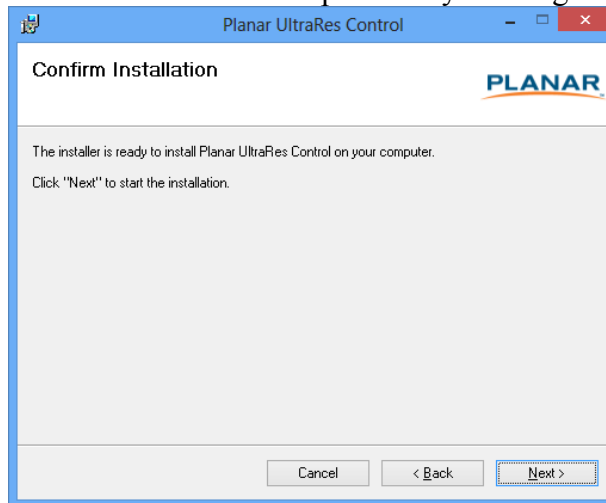 Planar UltraRes Control
Confirm Installation
PLANAR
The installer is ready to install Planar UltraRes Control on your computer.
Click "Next" to start the installation.
Cancel < Back Next >